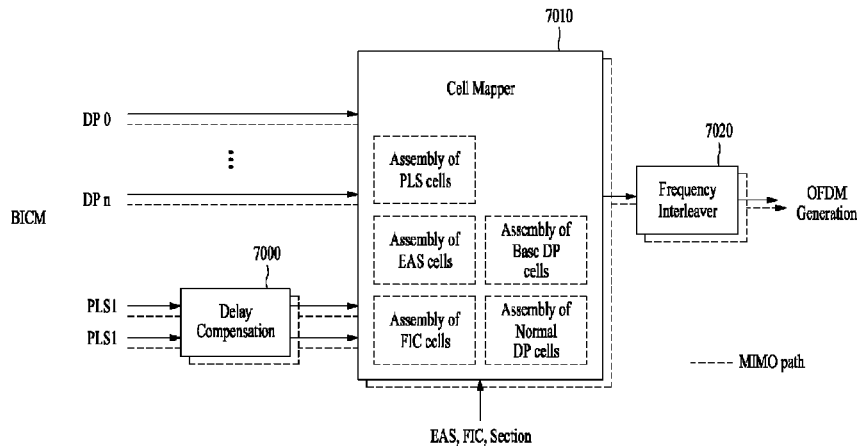 7010
Cell Mapper
7020
DP 0
Assembly of
PLS cells
Frequency
Interleaver
OFDM
Generation
DP n
BICM
Assembly of
EAS cells
Assembly of
Base DP
cells
7000
PLS1
PLS1
Delay
Compensation
Assembly of
FIC cells
Assembly of
Normal
DP cells
MIMO path
EAS, FIC, Section